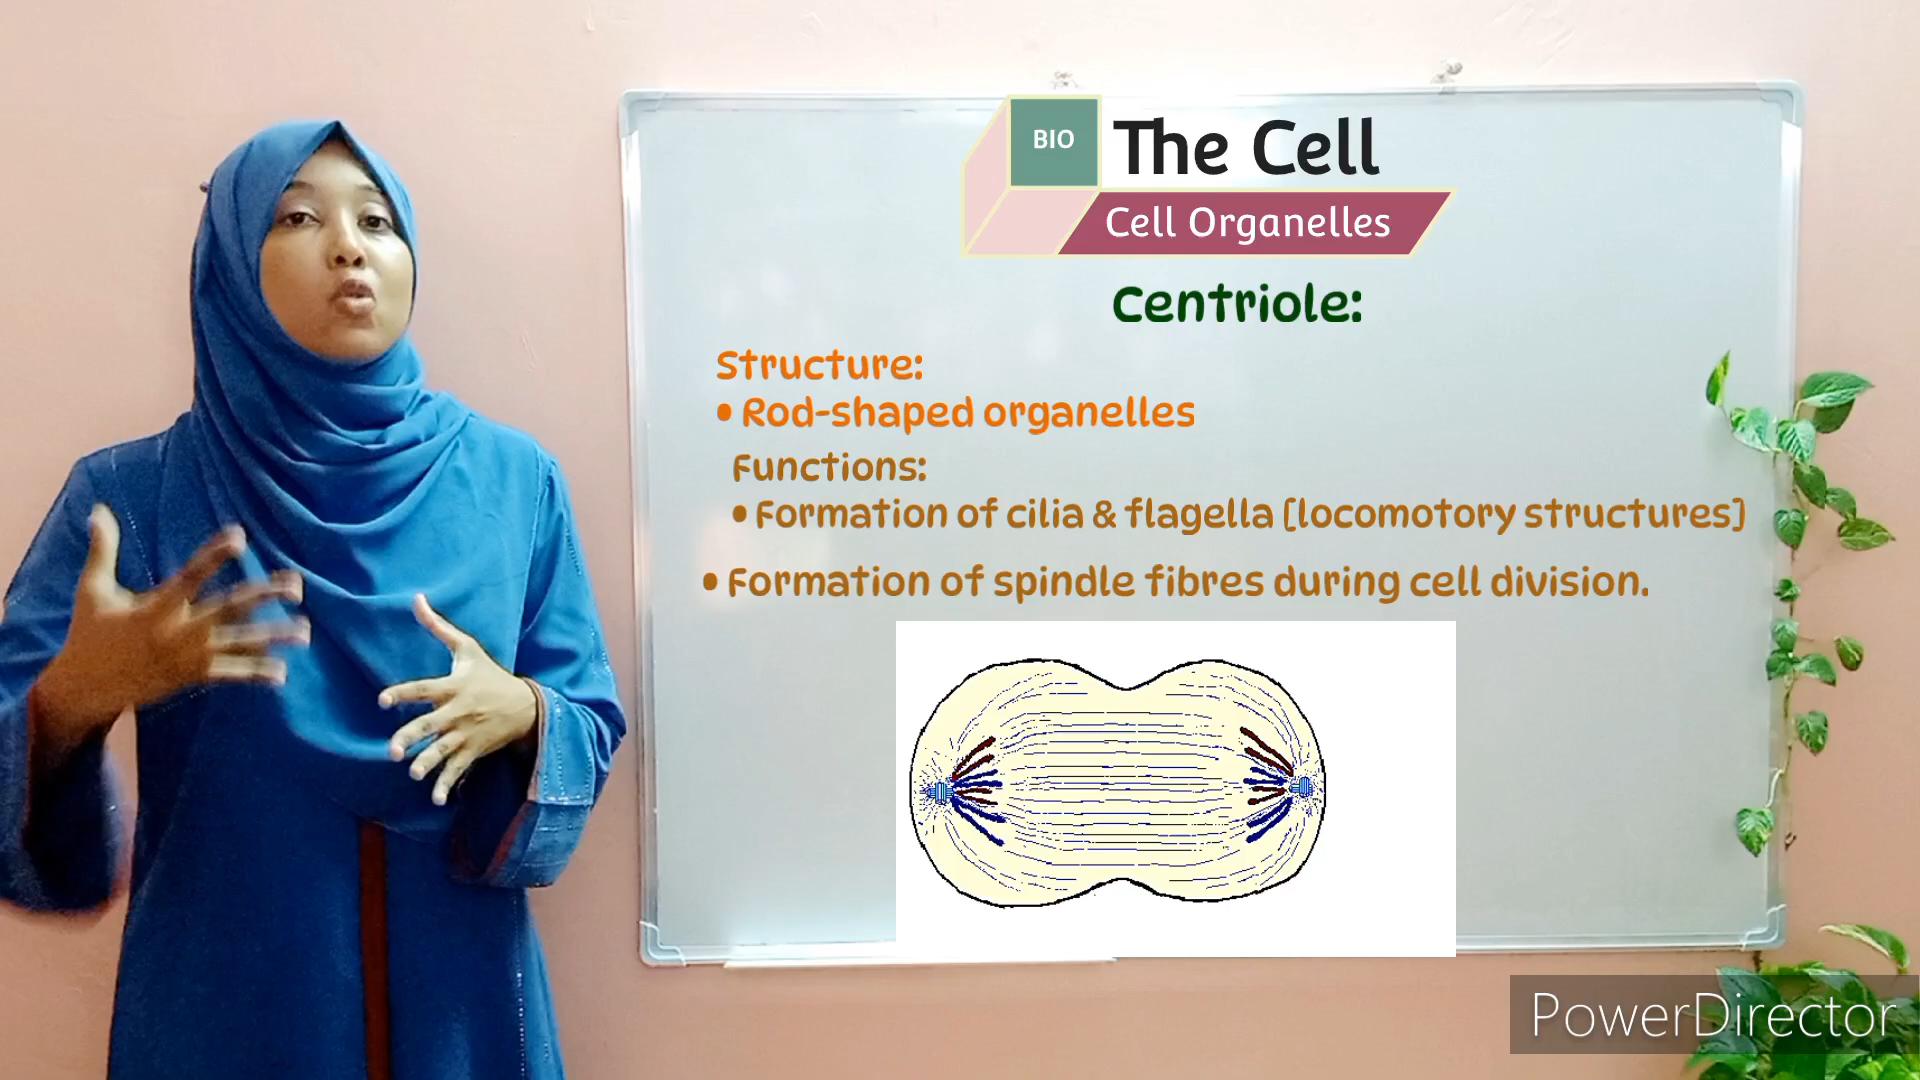 BIO
The Cell
Cell Organelles
Centriole:
Structure:
• Rod-shaped organelles
Functions:
• Formation of cilia & flagella [locomotory structures]
• Formation of spindle fibres during cell division.
PowerDirector